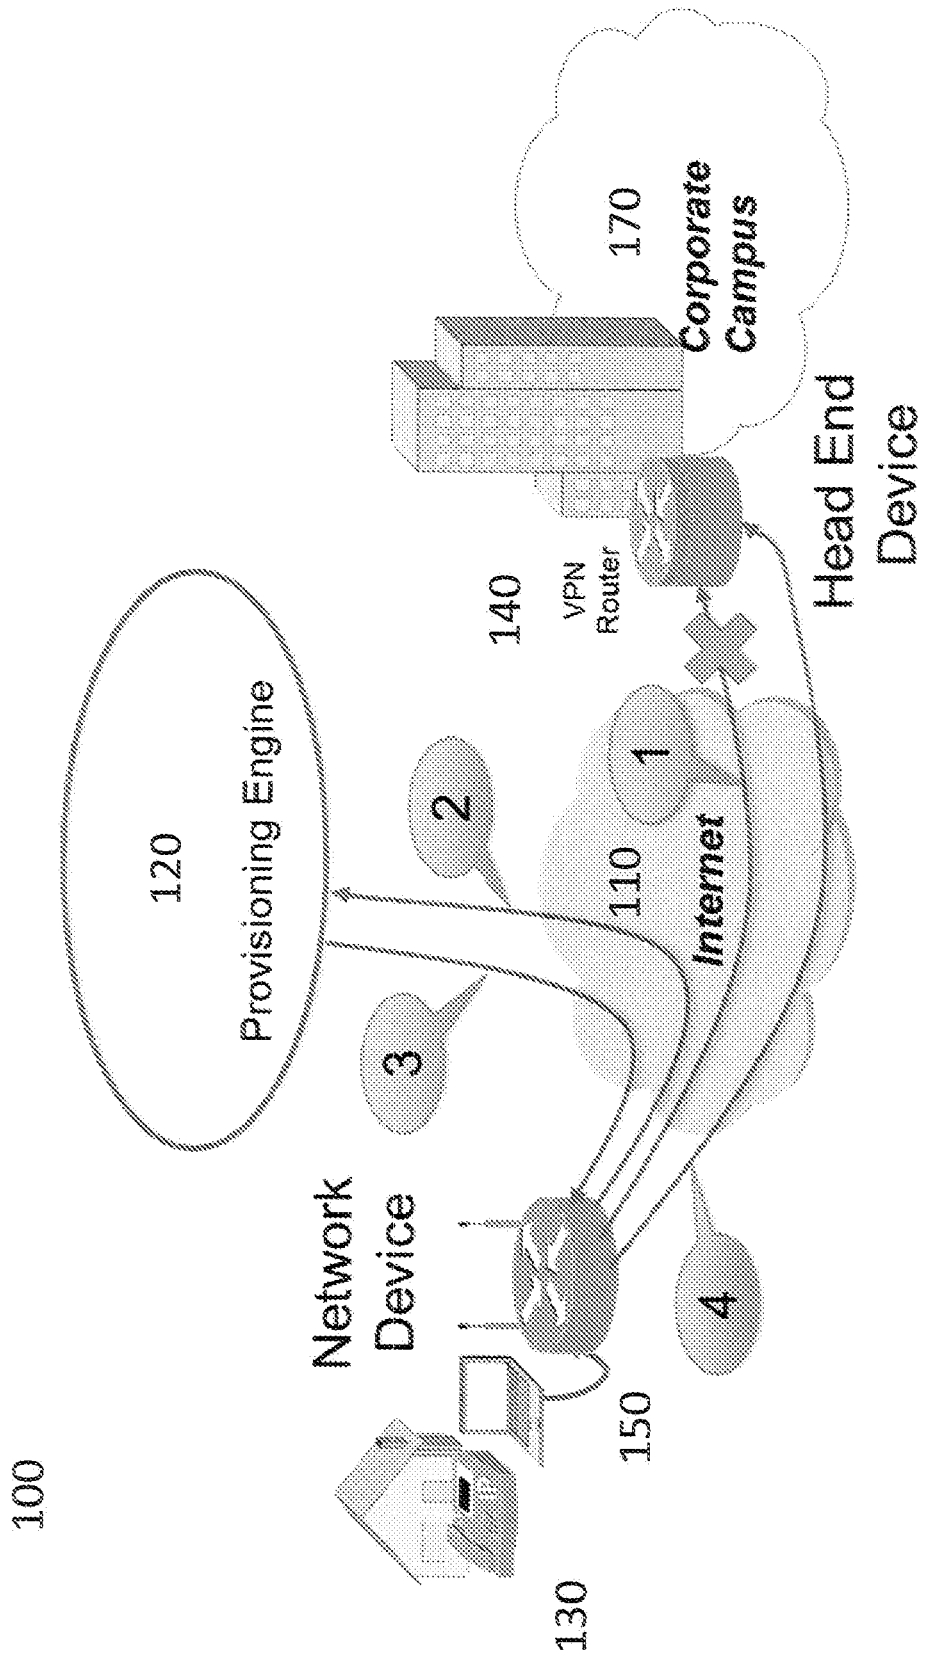 100
120
Provisioning Engine
Network
Device
3
2
140
VPN
Router
170
Corporate
Campus
110
Internet
1
130
150
4
Head End
Device